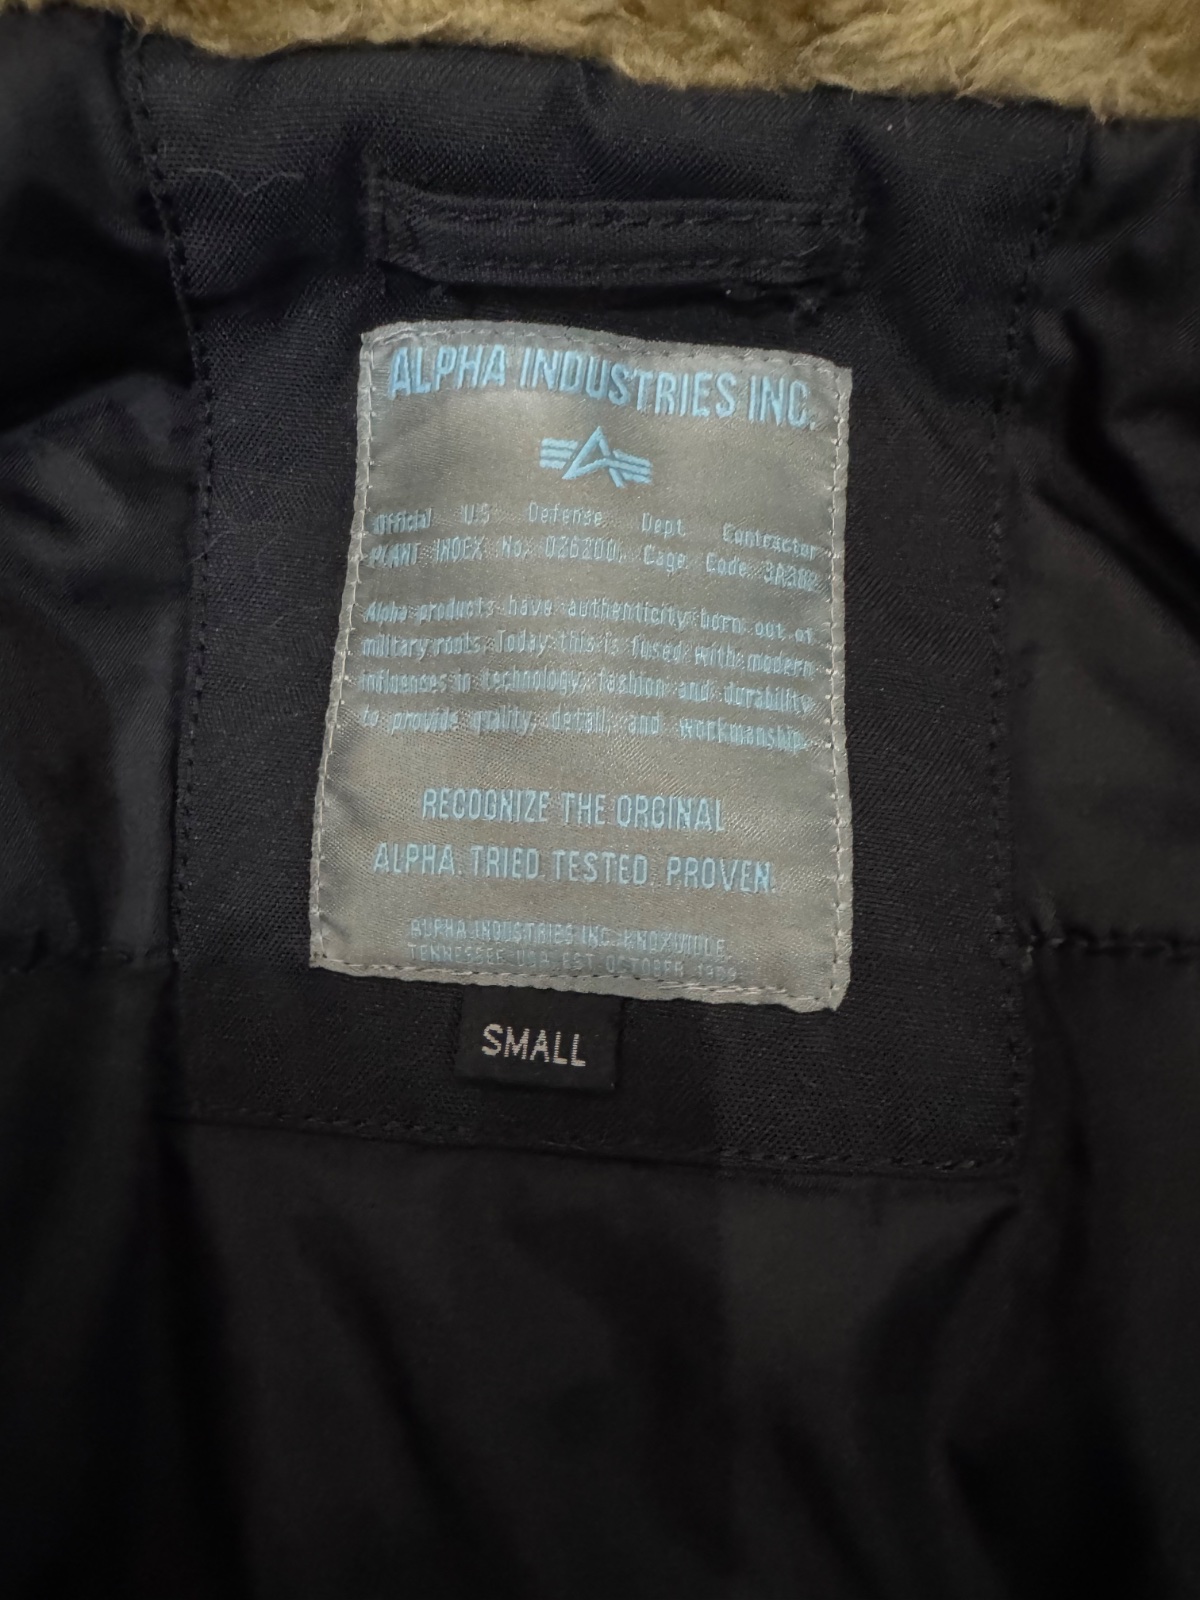 ALPHA INDUSTRIES INC.
Official U.S Defense Dept Contractor
PLANT INDEX No. 026200, Cage Code
Alpha products have authenticity born out of
military roots, Today this is fused with modern
influences in technology, fashion and durability
to provide quality, detail, and workmanship.
RECOGNIZE THE ORGINAL
ALPHA. TRIED. TESTED. PROVEN.
ALPHA INDUSTRIES INC. KNOXVILLE,
TENNESSEE USA EST OCTOBER
SMALL